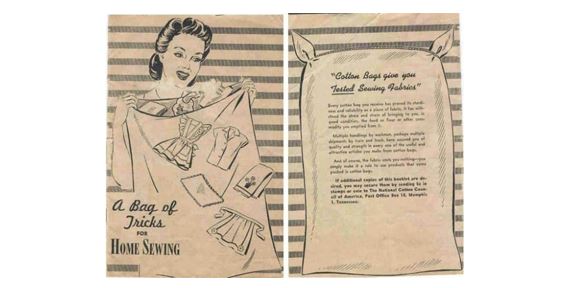 A Bag of
Tricks
FOR
HOME SEWING
"Cotton Bags give you
Tested Sewing Fabrics"
Every cotton bag you receive has proved its sturdi-
ness and reliability as a piece of fabric. It has with-
stood the stress and strain of bringing to you, in
good condition, the feed or flour or other com-
modity you emptied from it.
Multiple handlings by workmen, perhaps multiple
shipments by train and truck, have assured you of
quality and strength in every one of the useful and
attractive articles you make from cotton bags.
And of course, the fabric costs you nothing—you
simply make it a rule to use products that come
packed in cotton bags.
If additional copies of this booklet are de-
sired, you may secure them by sending 5¢ in
stamps or coin to The National Cotton Coun-
cil of America, Post Office Box 18, Memphis
1, Tennessee.